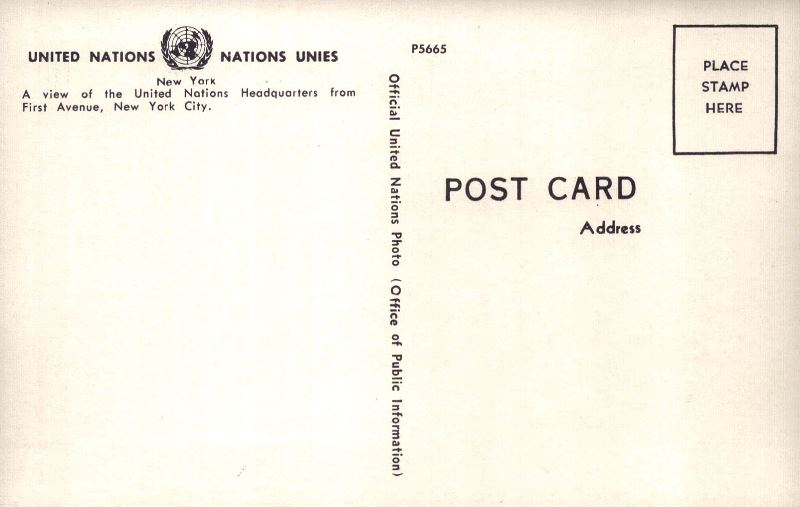 UNITED NATIONS NATIONS UNIES
New York
A view of the United Nations Headquarters from
First Avenue, New York City.
P5665
Official United Nations Photo (Office of Public Information)
PLACE
STAMP
HERE
POST CARD
Address